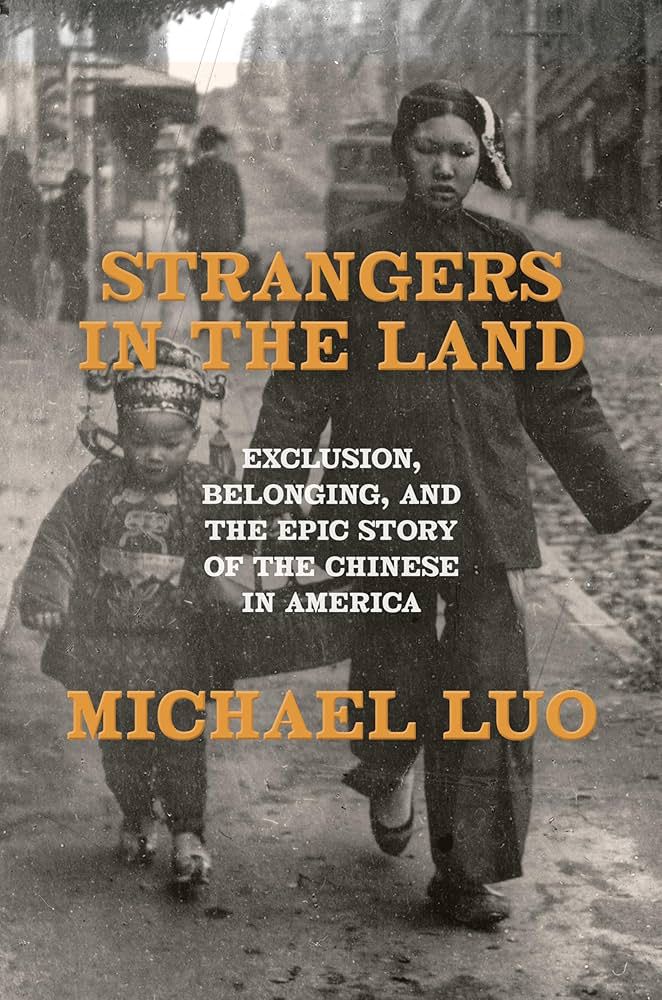 STRANGERS
IN THE LAND
EXCLUSION,
BELONGING, AND
THE EPIC STORY
OF THE CHINESE
IN AMERICA
MICHAEL LUO